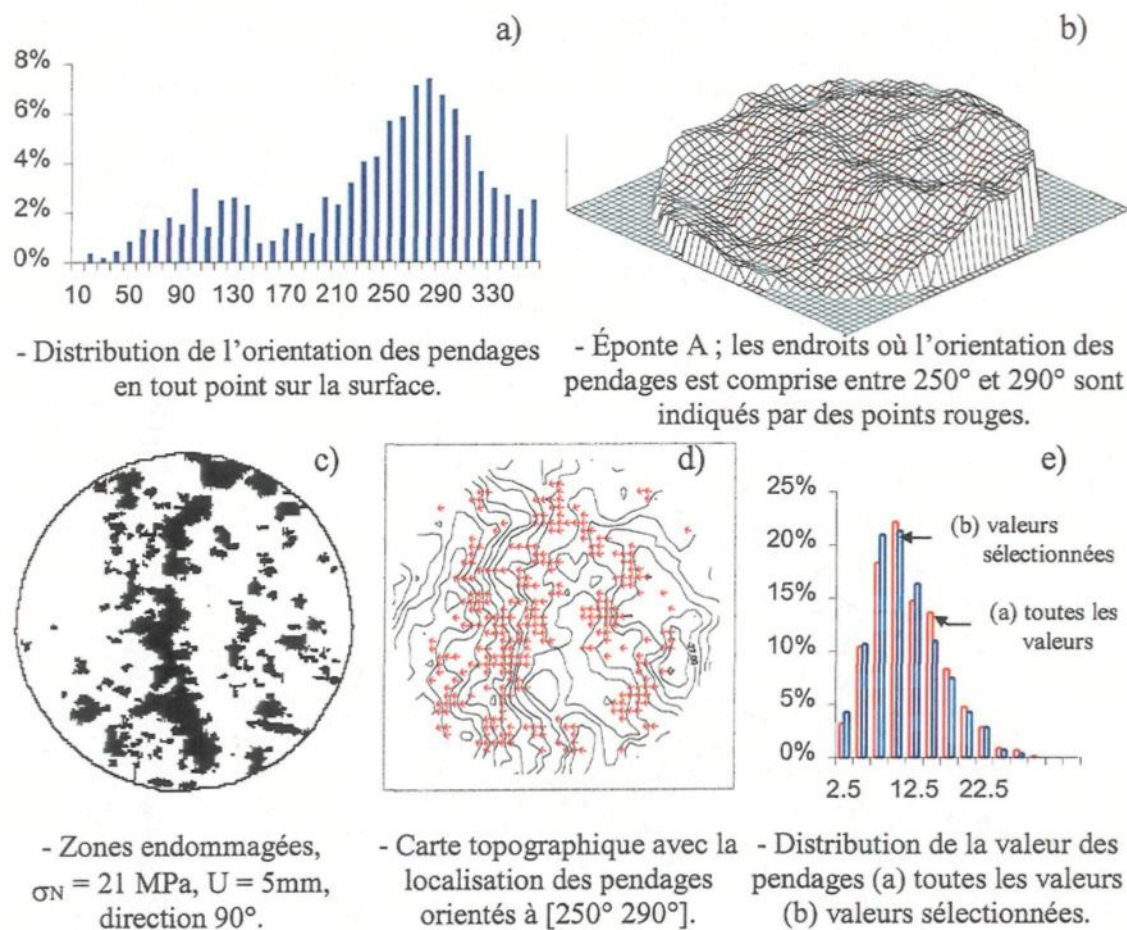 a)
8%
6%
4%
2%
0%
10 50 90 130 170 210 250 290 330
- Distribution de l'orientation des pendages
en tout point sur la surface.
b)
- Éponte A ; les endroits où l'orientation des
pendages est comprise entre 250° et 290° sont
indiqués par des points rouges.
c)
- Zones endommagées,
σN = 21 MPa, U = 5mm,
direction 90°.
d)
- Carte topographique avec la
localisation des pendages
orientés à [250° 290°].
e)
25%
20%
15%
10%
5%
0%
(b) valeurs
sélectionnées
(a) toutes les
valeurs
2.5 12.5 22.5
- Distribution de la valeur des
pendages (a) toutes les valeurs
(b) valeurs sélectionnées.